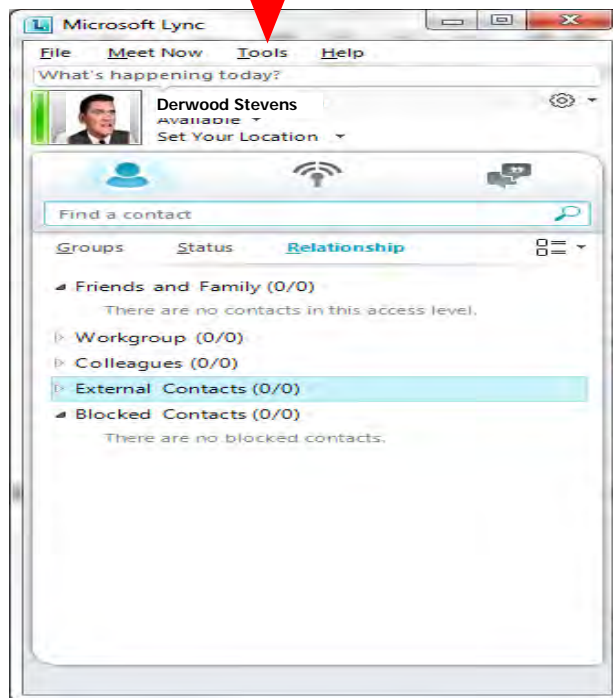 Microsoft Lync
File Meet Now Tools Help
What's happening today?
Derwood Stevens
Available
Set Your Location
Find a contact
Groups Status Relationship
Friends and Family (0/0)
There are no contacts in this access level.
Workgroup (0/0)
Colleagues (0/0)
External Contacts (0/0)
Blocked Contacts (0/0)
There are no blocked contacts.